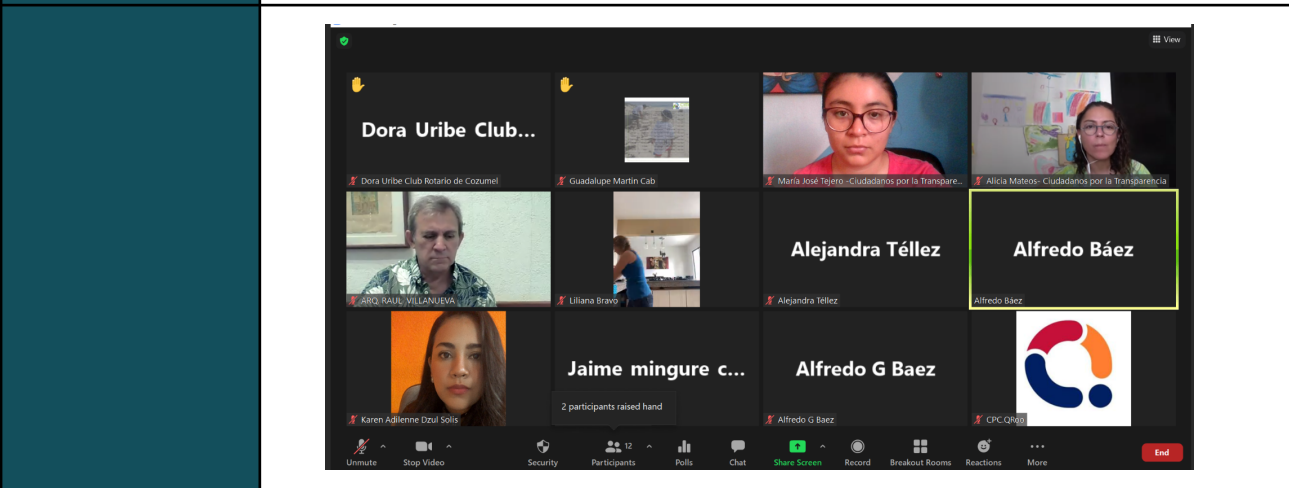 View
Dora Uribe Club...
Dora Uribe Club Rotario de Cozumel
Guadalupe Martin Cab
María José Tejero -Ciudadanos por la Transpare...
Alicia Mateos- Ciudadanos por la Transparencia
ARQ. RAUL VILLANUEVA
Liliana Bravo
Alejandra Téllez
Alejandra Téllez
Alfredo Báez
Alfredo Báez
Karen Adilenne Dzul Solis
Jaime mingure c...
2 participants raised hand
Alfredo G Baez
Alfredo G Baez
CPC.QRoo
Unmute
Stop Video
Security
12
Participants
Polls
Chat
Share Screen
Record
Breakout Rooms
Reactions
More
End